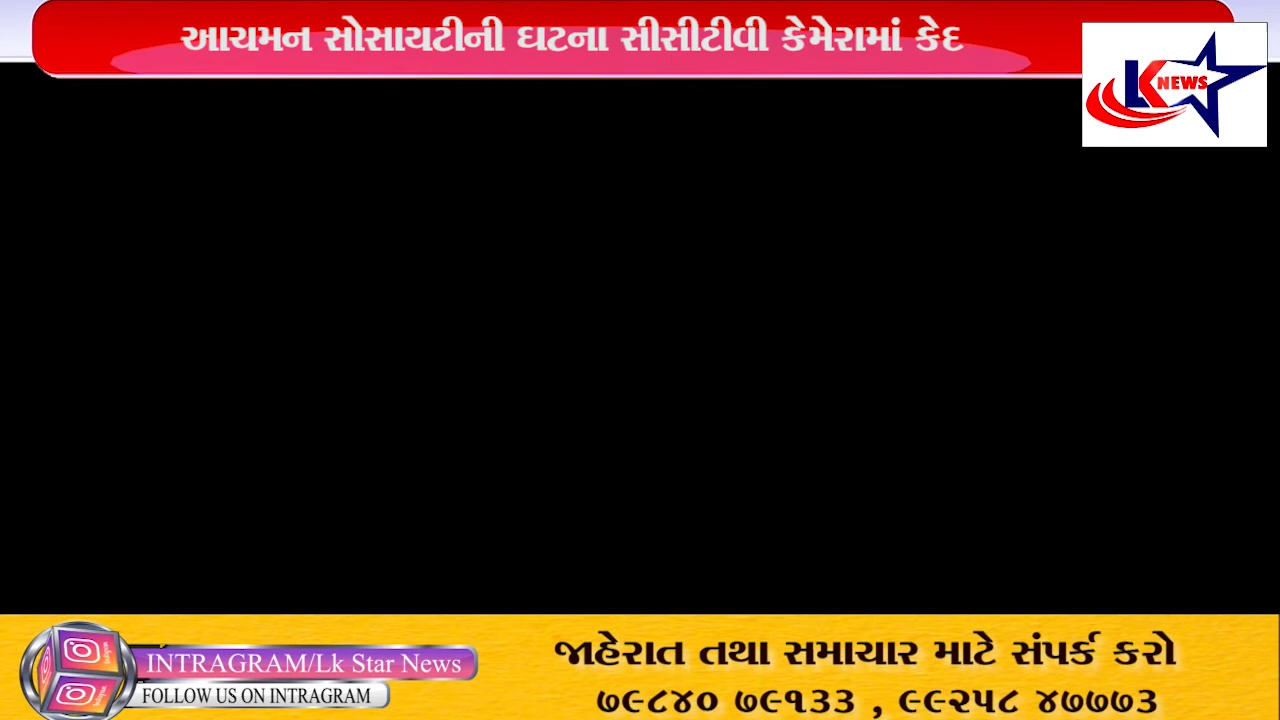 આચમન સોસાયટીની ઘટના સીસીટીવી કેમેરામાં કેદ
LK NEWS
INTRAGRAM/Lk Star News
FOLLOW US ON INTRAGRAM
જાહેરાત તથા સમાચાર માટે સંપર્ક કરો
૭૯૮૪૦ ૭૯૧૩૩ , ૯૯૨૫૮ ૪૭૭૭૩